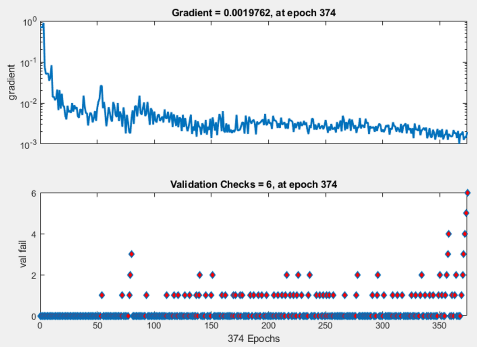 Gradient = 0.0019762, at epoch 374
10^0
10^-1
10^-2
10^-3
gradient
Validation Checks = 6, at epoch 374
6
4
2
0
val fail
0 50 100 150 200 250 300 350
374 Epochs